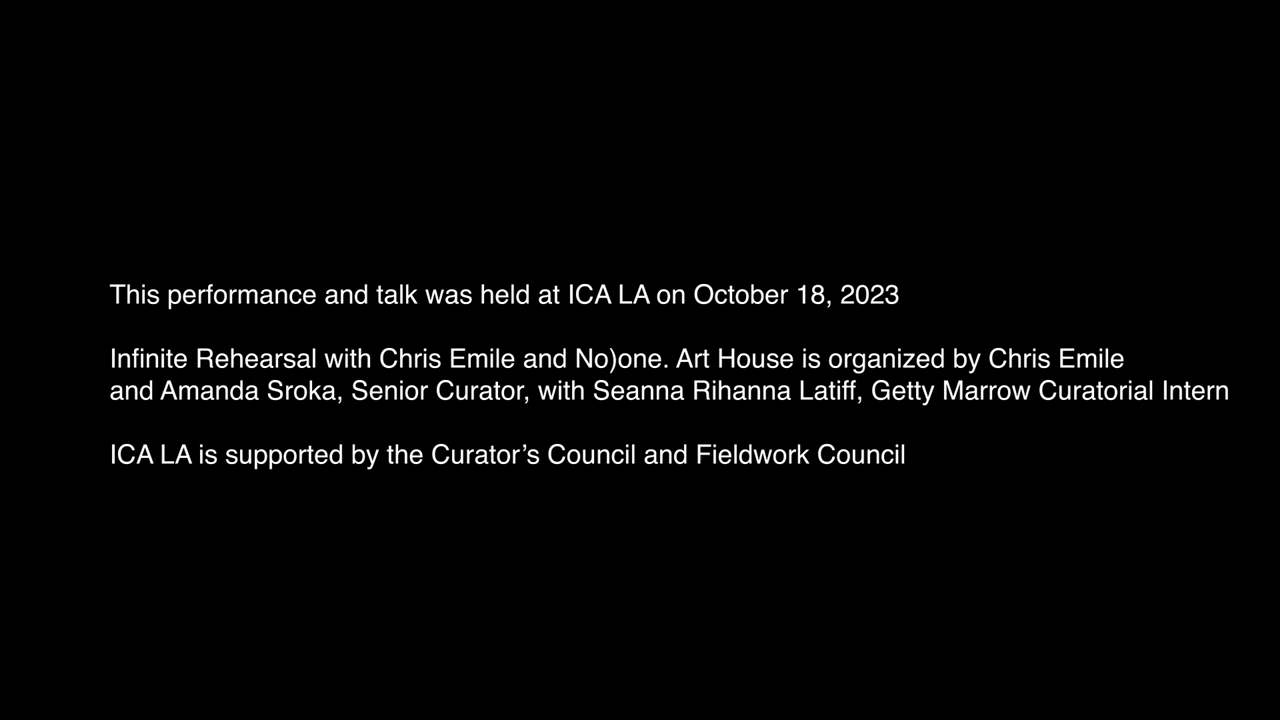 This performance and talk was held at ICA LA on October 18, 2023
Infinite Rehearsal with Chris Emile and No)one. Art House is organized by Chris Emile
and Amanda Sroka, Senior Curator, with Seanna Rihanna Latiff, Getty Marrow Curatorial Intern
ICA LA is supported by the Curator’s Council and Fieldwork Council